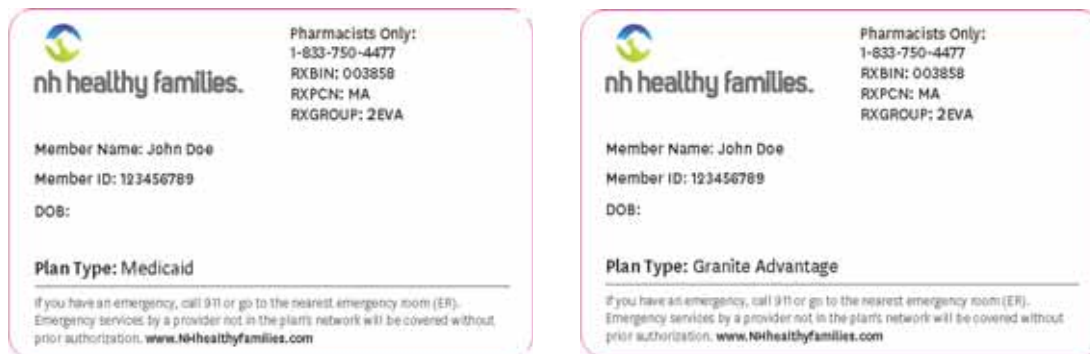 nh healthy families.
Pharmacists Only:
1-833-750-4477
RXBIN: 003858
RXPCN: MA
RXGROUP: 2EVA
Member Name: John Doe
Member ID: 123456789
DOB:
Plan Type: Medicaid
If you have an emergency, call 911 or go to the nearest emergency room (ER).
Emergency services by a provider not in the plan's network will be covered without
prior authorization. www.NHhealthyfamilies.com
nh healthy families.
Pharmacists Only:
1-833-750-4477
RXBIN: 003858
RXPCN: MA
RXGROUP: 2EVA
Member Name: John Doe
Member ID: 123456789
DOB:
Plan Type: Granite Advantage
If you have an emergency, call 911 or go to the nearest emergency room (ER).
Emergency services by a provider not in the plan's network will be covered without
prior authorization. www.NHhealthyfamilies.com